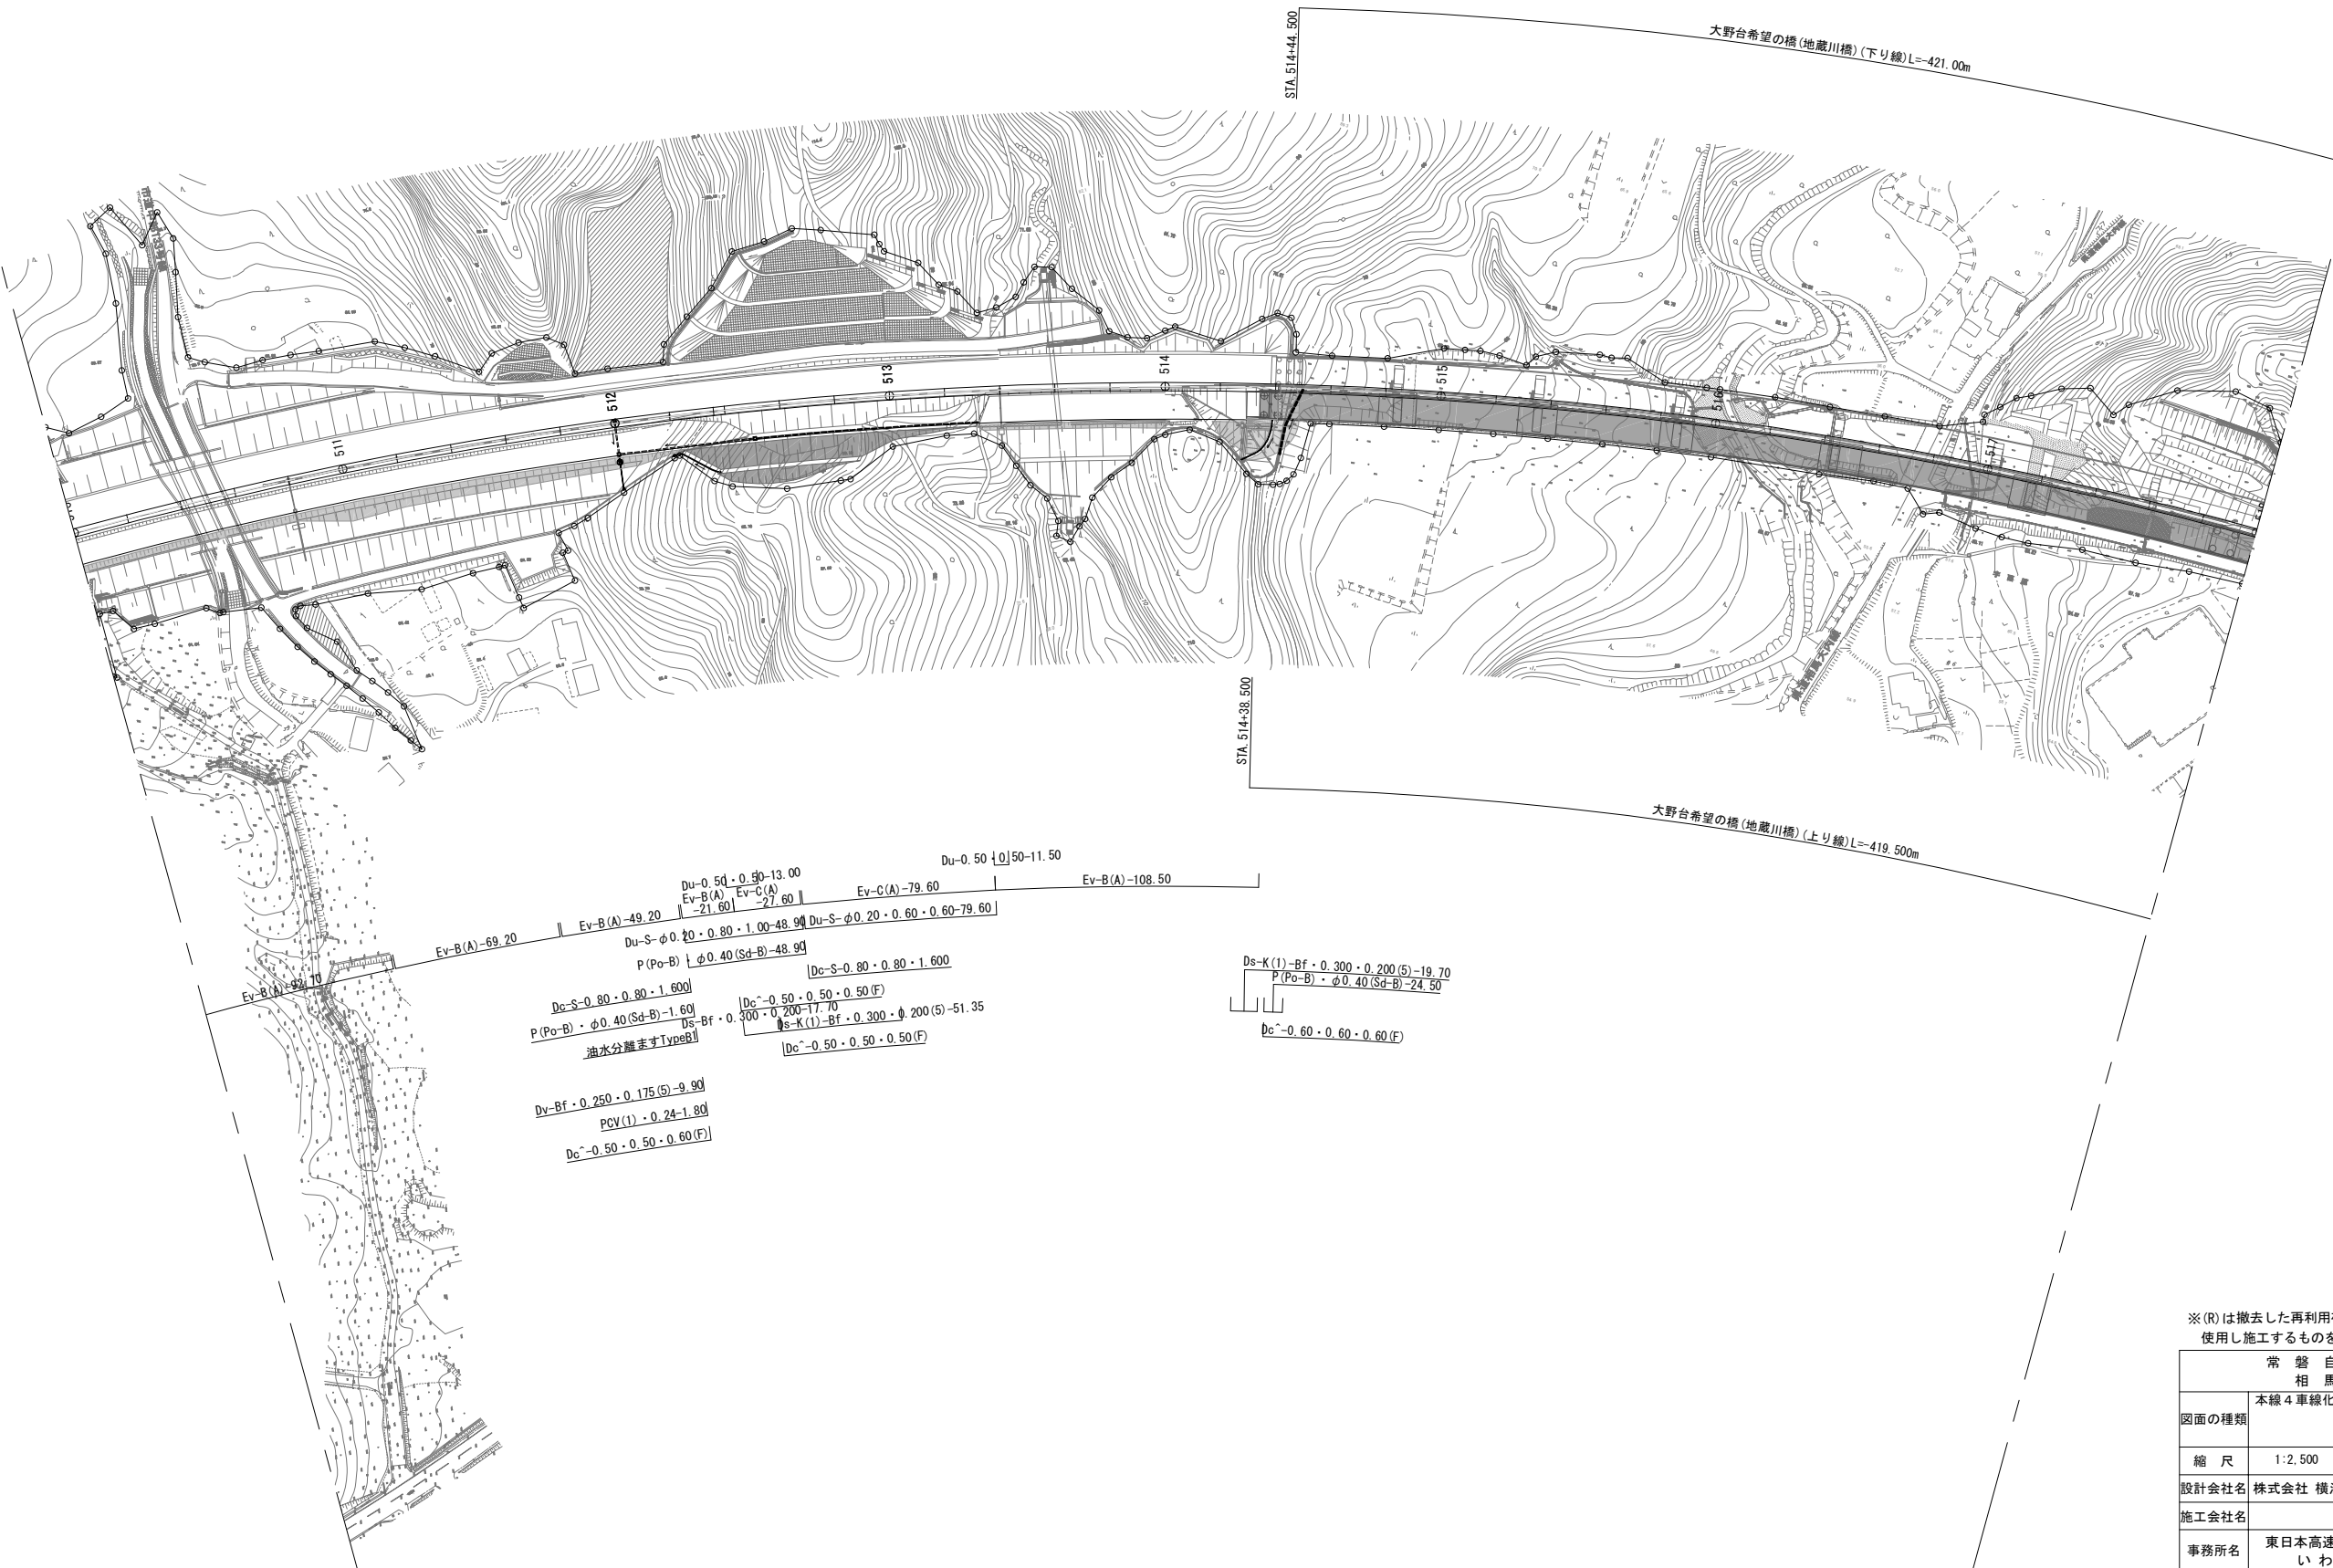 STA.514+44.500
大野台希望の橋(地蔵川橋)(下り線)L=-421.00m
511
512
513
514
515
516
517
STA.514+38.500
大野台希望の橋(地蔵川橋)(上り線)L=-419.500m
県道相馬大内線
Du-0.50・0.50-11.50
Du-0.50・0.50-13.00
Ev-B(A)-92.70
Ev-B(A)-69.20
Ev-B(A)-49.20
Ev-B(A)
-21.60
Ev-C(A)
-27.60
Ev-C(A)-79.60
Ev-B(A)-108.50
Du-S-φ0.20・0.80・1.00-48.90
Du-S-φ0.20・0.60・0.60-79.60
P(Po-B)・φ0.40(Sd-B)-48.90
Dc-S-0.80・0.80・1.600
Dc-S-0.80・0.80・1.600
Dc^-0.50・0.50・0.50(F)
P(Po-B)・φ0.40(Sd-B)-1.60
Ds-Bf・0.300・0.200-17.70
Ds-K(1)-Bf・0.300・0.200(5)-51.35
油水分離ますTypeB1
Dc^-0.50・0.50・0.50(F)
Dv-Bf・0.250・0.175(5)-9.90
PCV(1)・0.24-1.80
Dc^-0.50・0.50・0.60(F)
Ds-K(1)-Bf・0.300・0.200(5)-19.70
P(Po-B)・φ0.40(Sd-B)-24.50
Dc^-0.60・0.60・0.60(F)
※(R)は撤去した再利用
使用し施工するものを
常 磐 自
相 馬
図面の種類
本線４車線化
縮 尺
1:2,500
設計会社名
株式会社 横
施工会社名
事務所名
東日本高速
い わ